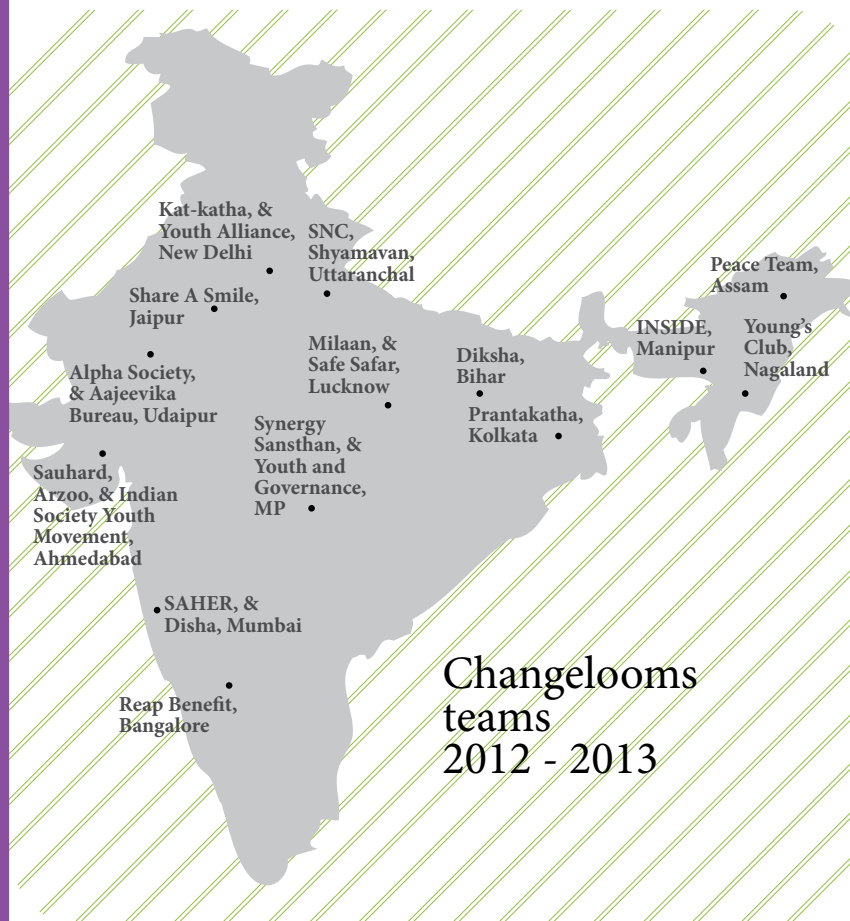 Kat-katha, &
Youth Alliance,
New Delhi
SNC,
Shyamavan,
Uttaranchal
Peace Team,
Assam
Share A Smile,
Jaipur
INSIDE,
Manipur
Young's
Club,
Nagaland
Milaan, &
Safe Safar,
Lucknow
Diksha,
Bihar
Alpha Society,
& Aajeevika
Bureau, Udaipur
Prantakatha,
Kolkata
Synergy
Sansthan, &
Youth and
Governance,
MP
Sauhard,
Arzoo, & Indian
Society Youth
Movement,
Ahmedabad
SAHER, &
Disha, Mumbai
Reap Benefit,
Bangalore
Changelooms
teams
2012 - 2013